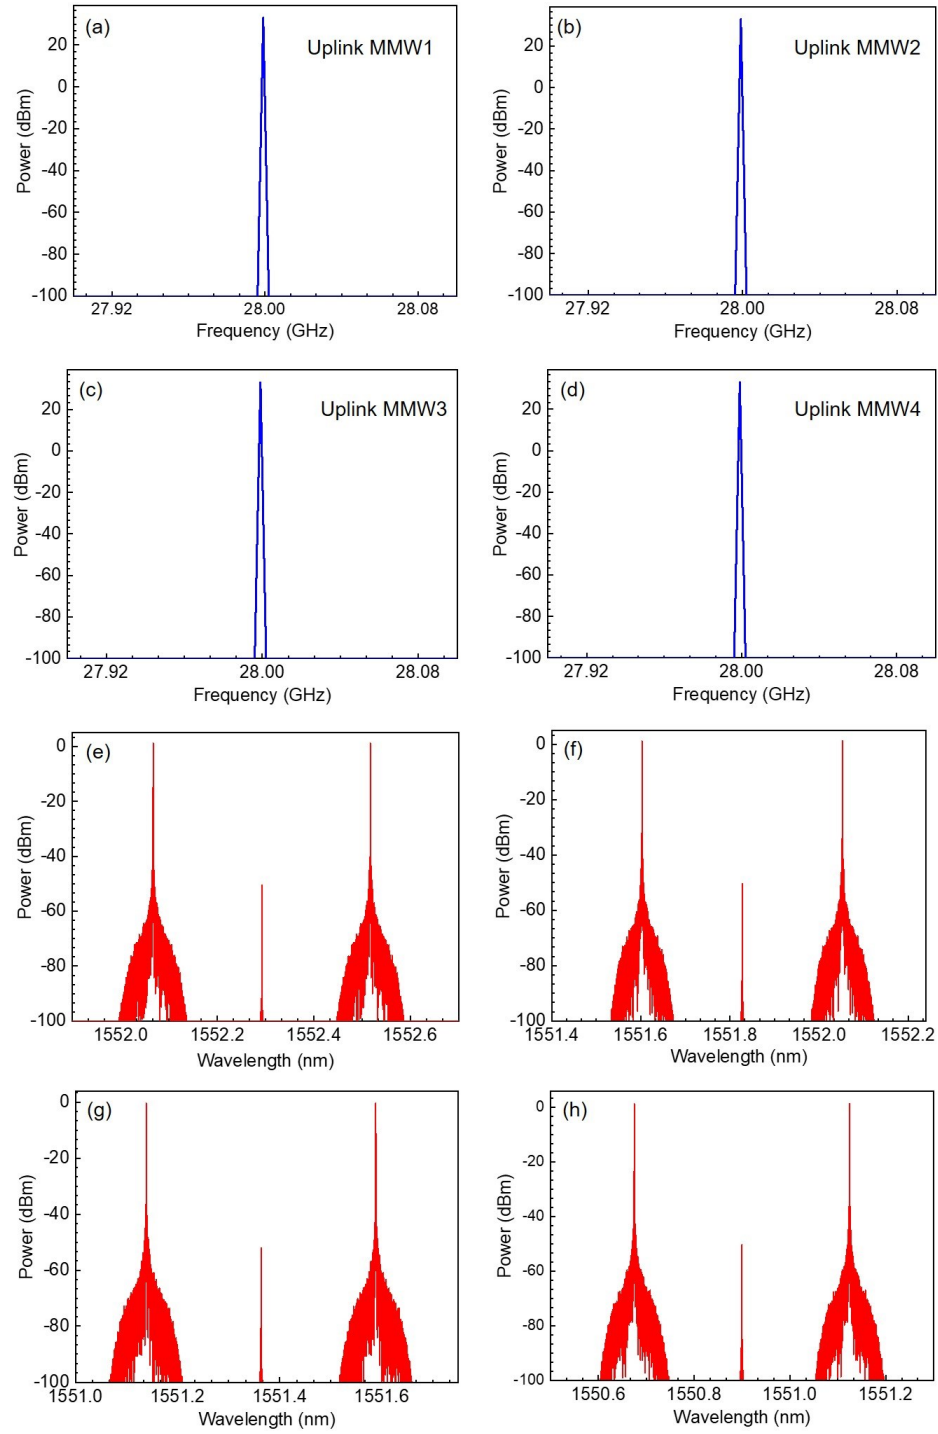 (a)
Uplink MMW1
Power (dBm)
20
0
-20
-40
-60
-80
-100
27.92 28.00 28.08
Frequency (GHz)
(b)
Uplink MMW2
Power (dBm)
20
0
-20
-40
-60
-80
-100
27.92 28.00 28.08
Frequency (GHz)
(c)
Uplink MMW3
Power (dBm)
20
0
-20
-40
-60
-80
-100
27.92 28.00 28.08
Frequency (GHz)
(d)
Uplink MMW4
Power (dBm)
20
0
-20
-40
-60
-80
-100
27.92 28.00 28.08
Frequency (GHz)
(e)
Power (dBm)
0
-20
-40
-60
-80
-100
1552.0 1552.2 1552.4 1552.6
Wavelength (nm)
(f)
Power (dBm)
0
-20
-40
-60
-80
-100
1551.4 1551.6 1551.8 1552.0 1552.2
Wavelength (nm)
(g)
Power (dBm)
0
-20
-40
-60
-80
-100
1551.0 1551.2 1551.4 1551.6
Wavelength (nm)
(h)
Power (dBm)
0
-20
-40
-60
-80
-100
1550.6 1550.8 1551.0 1551.2
Wavelength (nm)